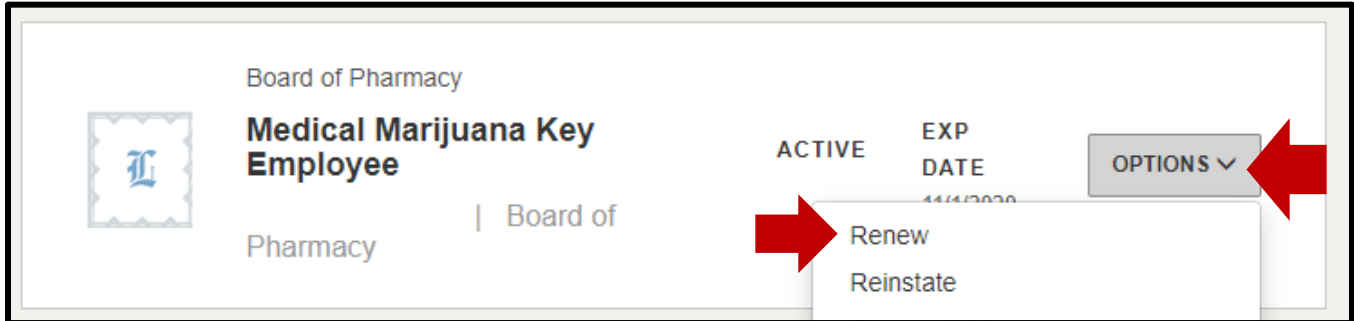 Board of Pharmacy
Medical Marijuana Key
Employee
| Board of
Pharmacy
L
ACTIVE
EXP
DATE
OPTIONS
Renew
Reinstate